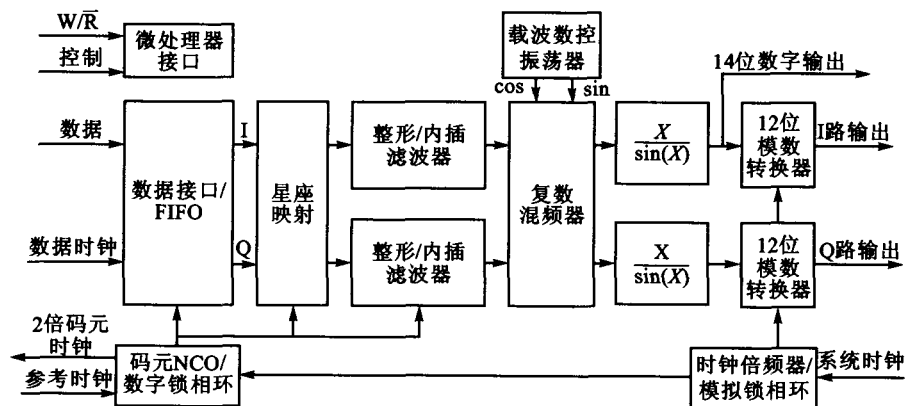 W/R̅
控制
微处理器
接口
载波数控
振荡器
cos
sin
14位数字输出
数据
数据时钟
数据接口/
FIFO
I
Q
星座
映射
整形/内插
滤波器
整形/内插
滤波器
复数
混频器
X
sin(X)
X
sin(X)
12位
模数
转换器
I路输出
12位
模数
转换器
Q路输出
2倍码元
时钟
参考时钟
码元NCO/
数字锁相环
时钟倍频器/
模拟锁相环
系统时钟